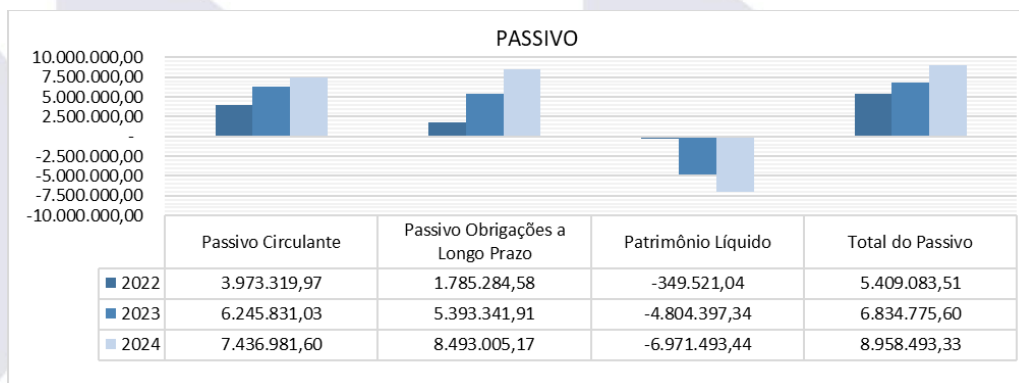 PASSIVO
10.000.000,00
7.500.000,00
5.000.000,00
2.500.000,00
-
-2.500.000,00
-5.000.000,00
-7.500.000,00
-10.000.000,00
Passivo Circulante
Passivo Obrigações a
Longo Prazo
Patrimônio Líquido
Total do Passivo
2022 3.973.319,97 1.785.284,58 -349.521,04 5.409.083,51
2023 6.245.831,03 5.393.341,91 -4.804.397,34 6.834.775,60
2024 7.436.981,60 8.493.005,17 -6.971.493,44 8.958.493,33